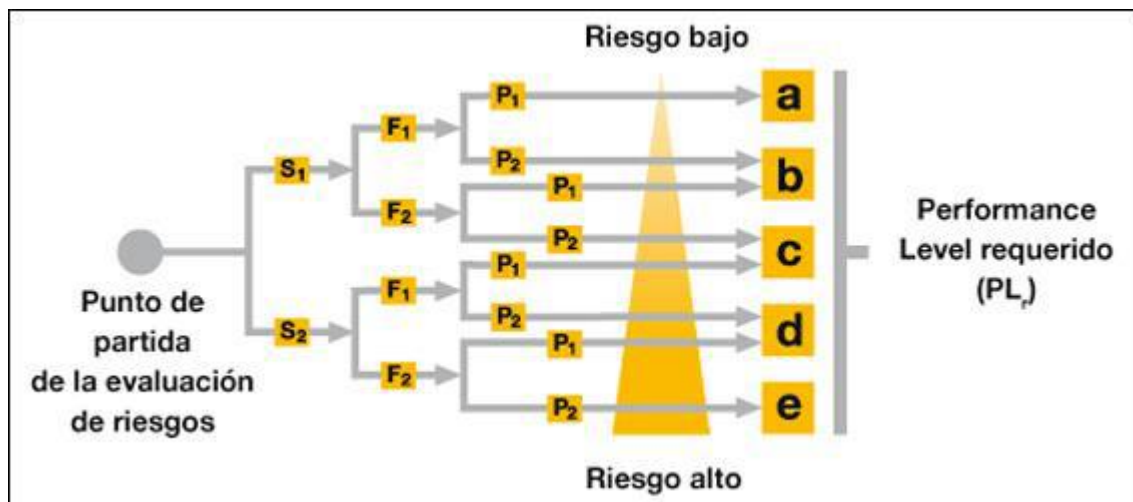 Riesgo bajo
P1
a
F1
P2
S1
b
P1
F2
P2
c
Performance
Level requerido
(PLr)
P1
F1
Punto de
partida
de la evaluación
de riesgos
P2
S2
d
P1
F2
P2
e
Riesgo alto